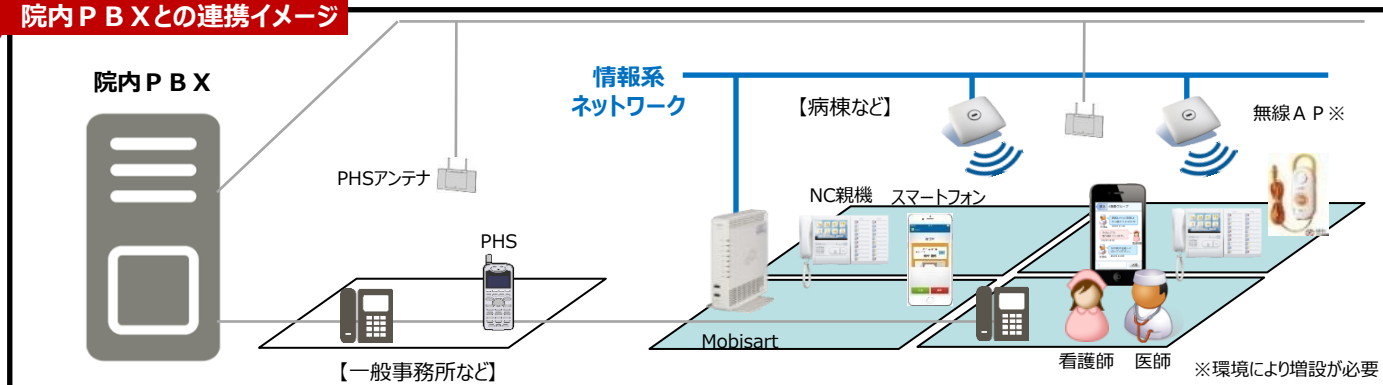 院内ＰＢＸとの連携イメージ
院内ＰＢＸ
情報系
ネットワーク
【病棟など】
無線ＡＰ※
PHSアンテナ
NC親機
スマートフォン
PHS
Mobisart
【一般事務所など】
看護師
医師
※環境により増設が必要